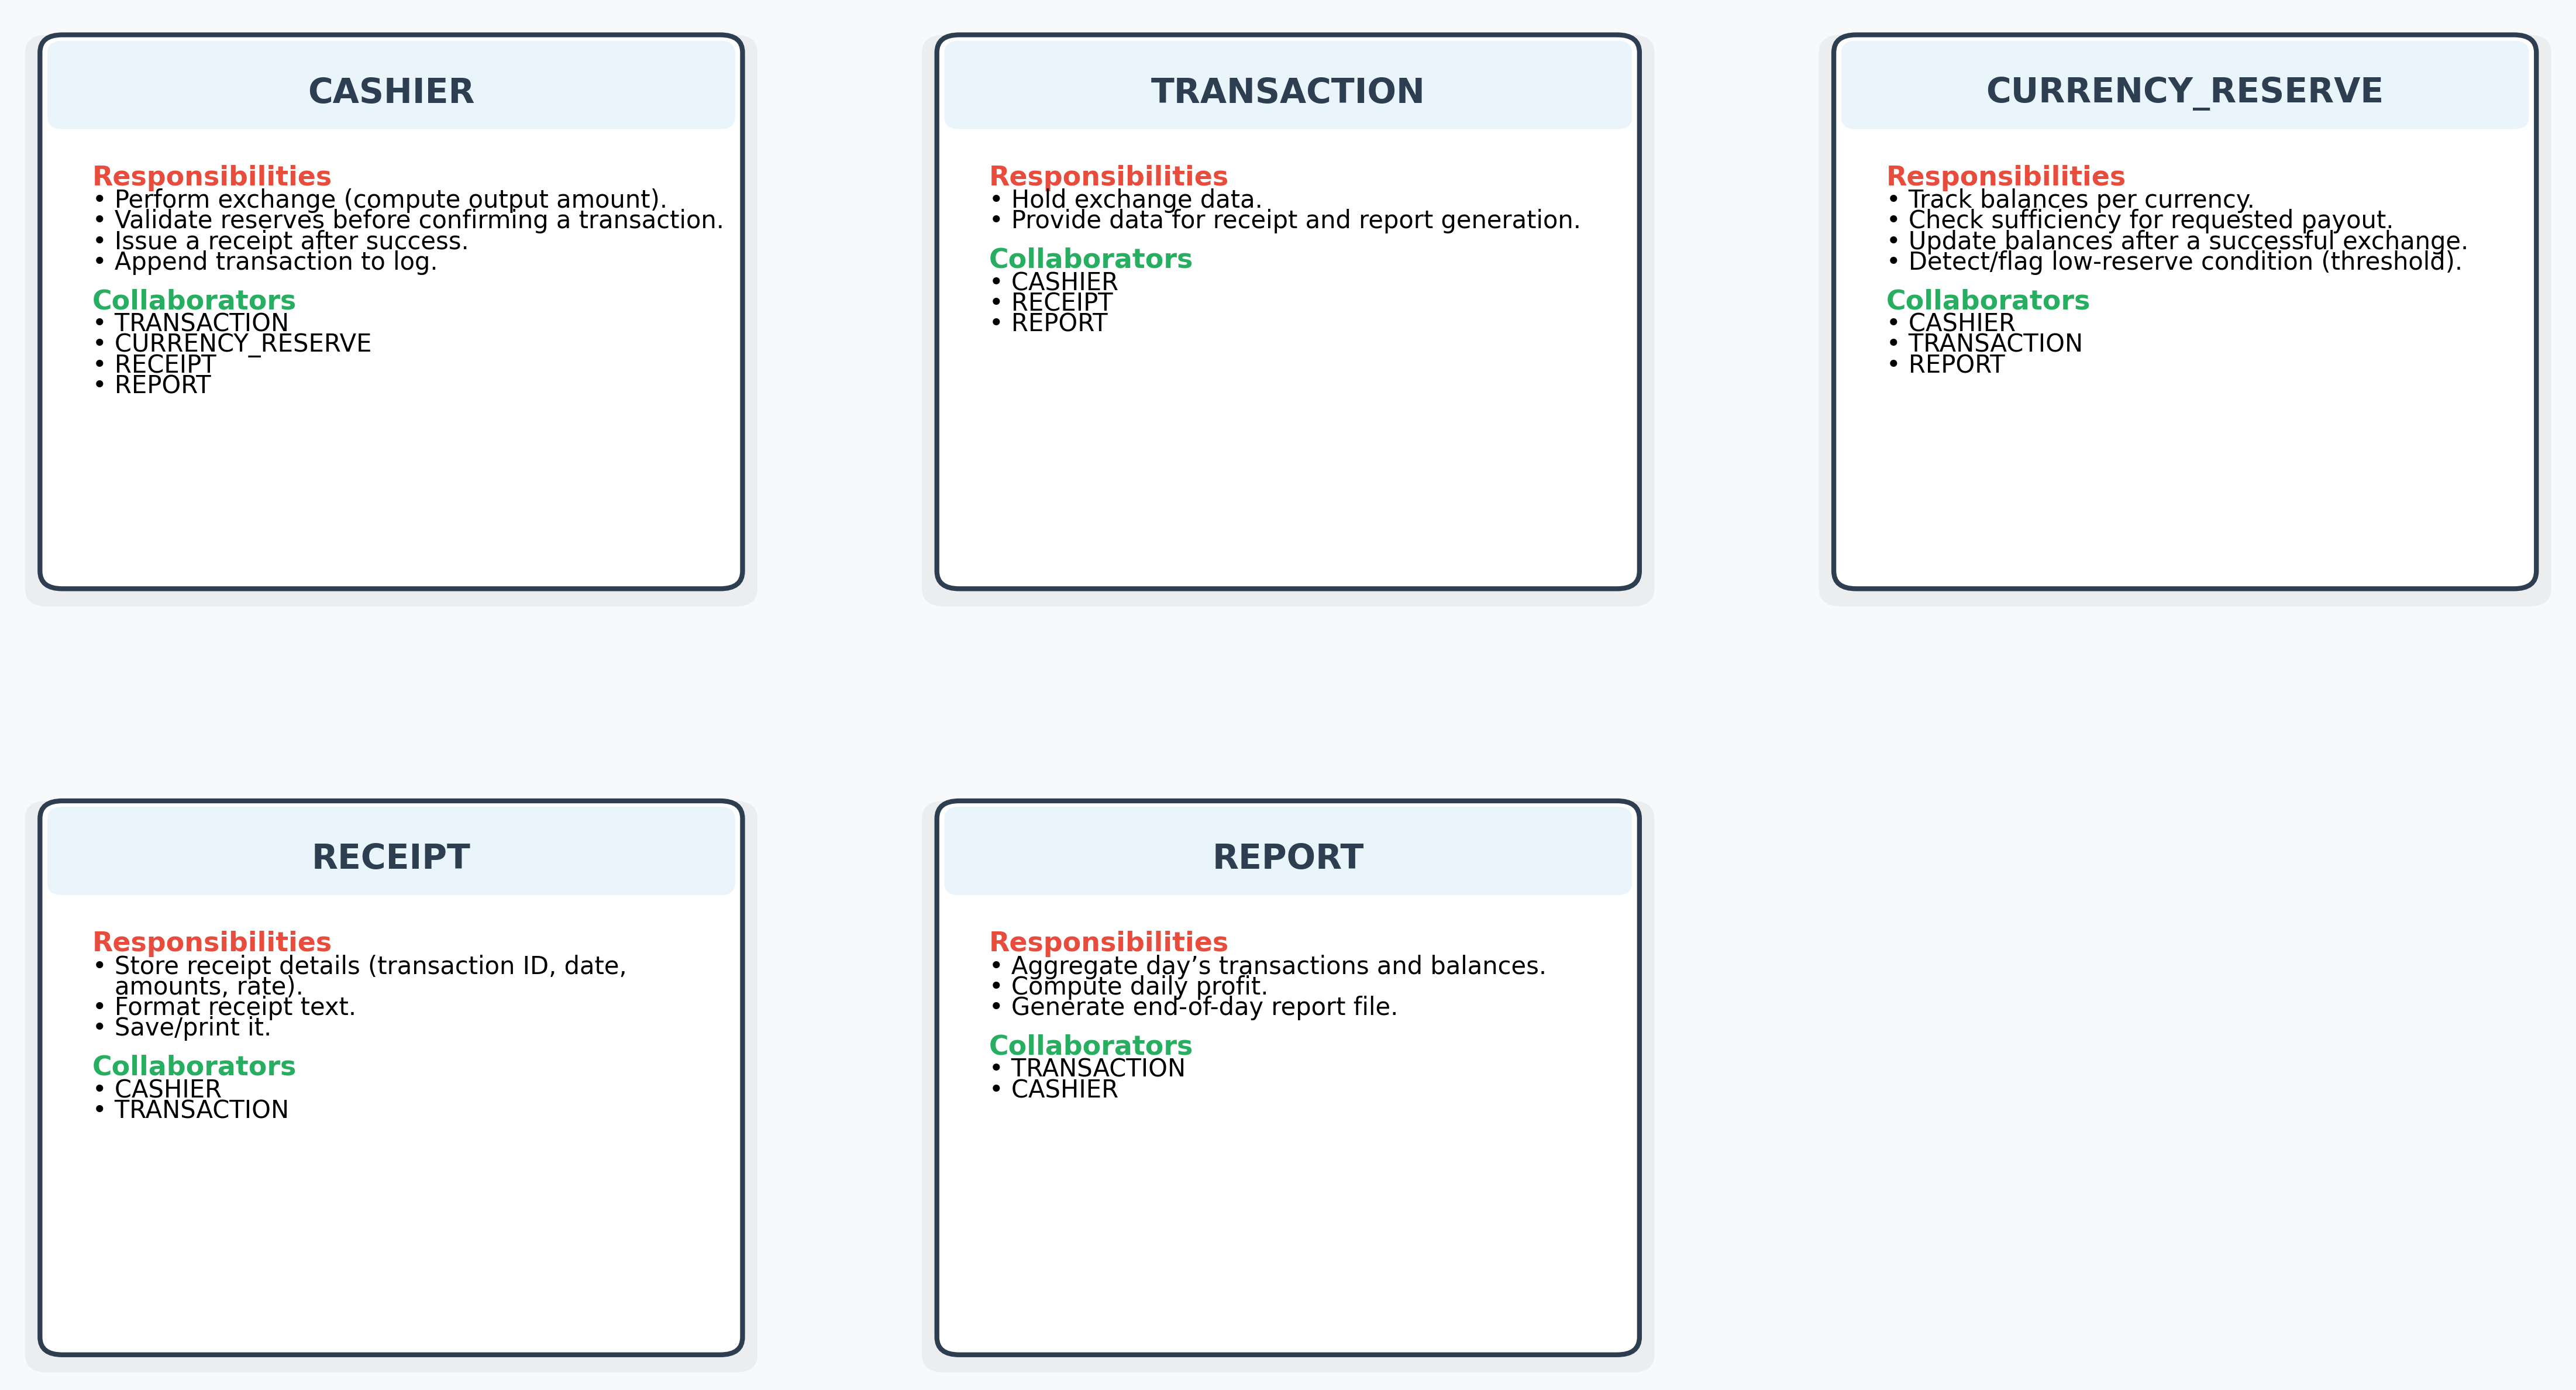 CASHIER
Responsibilities
• Perform exchange (compute output amount).
• Validate reserves before confirming a transaction.
• Issue a receipt after success.
• Append transaction to log.
Collaborators
• TRANSACTION
• CURRENCY_RESERVE
• RECEIPT
• REPORT
TRANSACTION
Responsibilities
• Hold exchange data.
• Provide data for receipt and report generation.
Collaborators
• CASHIER
• RECEIPT
• REPORT
CURRENCY_RESERVE
Responsibilities
• Track balances per currency.
• Check sufficiency for requested payout.
• Update balances after a successful exchange.
• Detect/flag low-reserve condition (threshold).
Collaborators
• CASHIER
• TRANSACTION
• REPORT
RECEIPT
Responsibilities
• Store receipt details (transaction ID, date,
amounts, rate).
• Format receipt text.
• Save/print it.
Collaborators
• CASHIER
• TRANSACTION
REPORT
Responsibilities
• Aggregate day’s transactions and balances.
• Compute daily profit.
• Generate end-of-day report file.
Collaborators
• TRANSACTION
• CASHIER